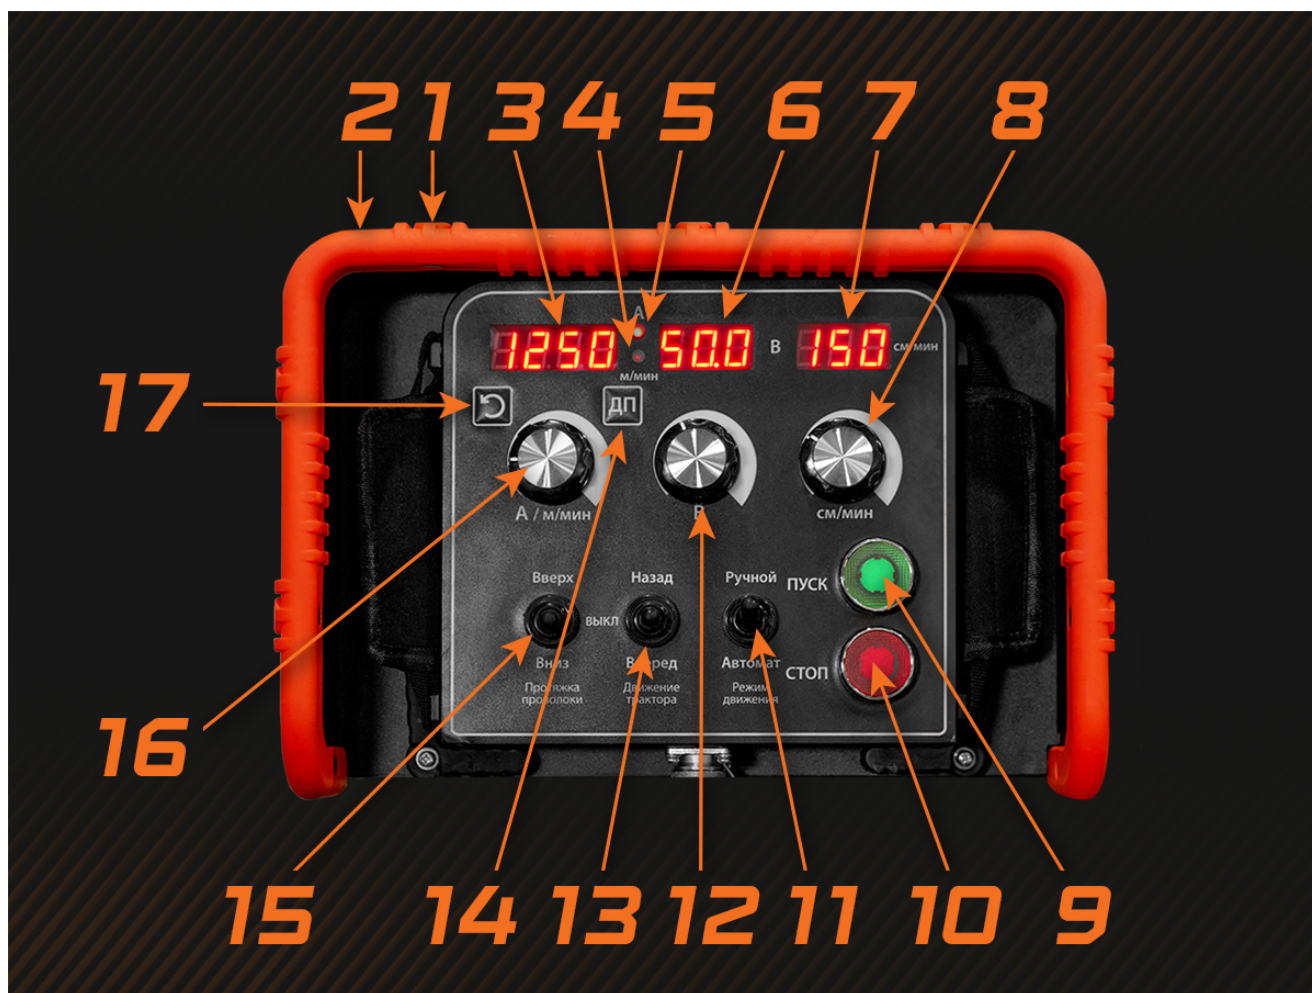 2 1 3 4 5 6 7 8
A
1250 50.0 В 150 см/мин
м/мин
17
ДП
А / м/мин В см/мин
Вверх Назад Ручной ПУСК
ВЫКЛ
Вниз Вперед Автомат СТОП
Протяжка проволоки Движение трактора Режим движения
16
15 14 13 12 11 10 9